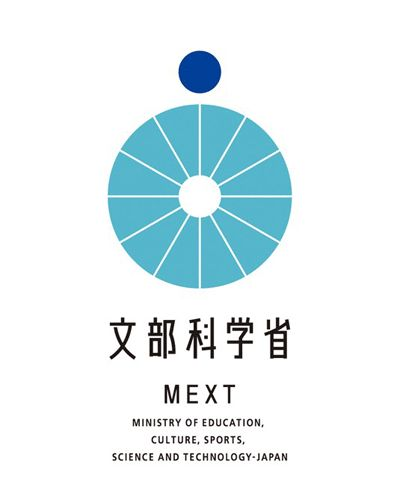 文部科学省
MEXT
MINISTRY OF EDUCATION,
CULTURE, SPORTS,
SCIENCE AND TECHNOLOGY-JAPAN